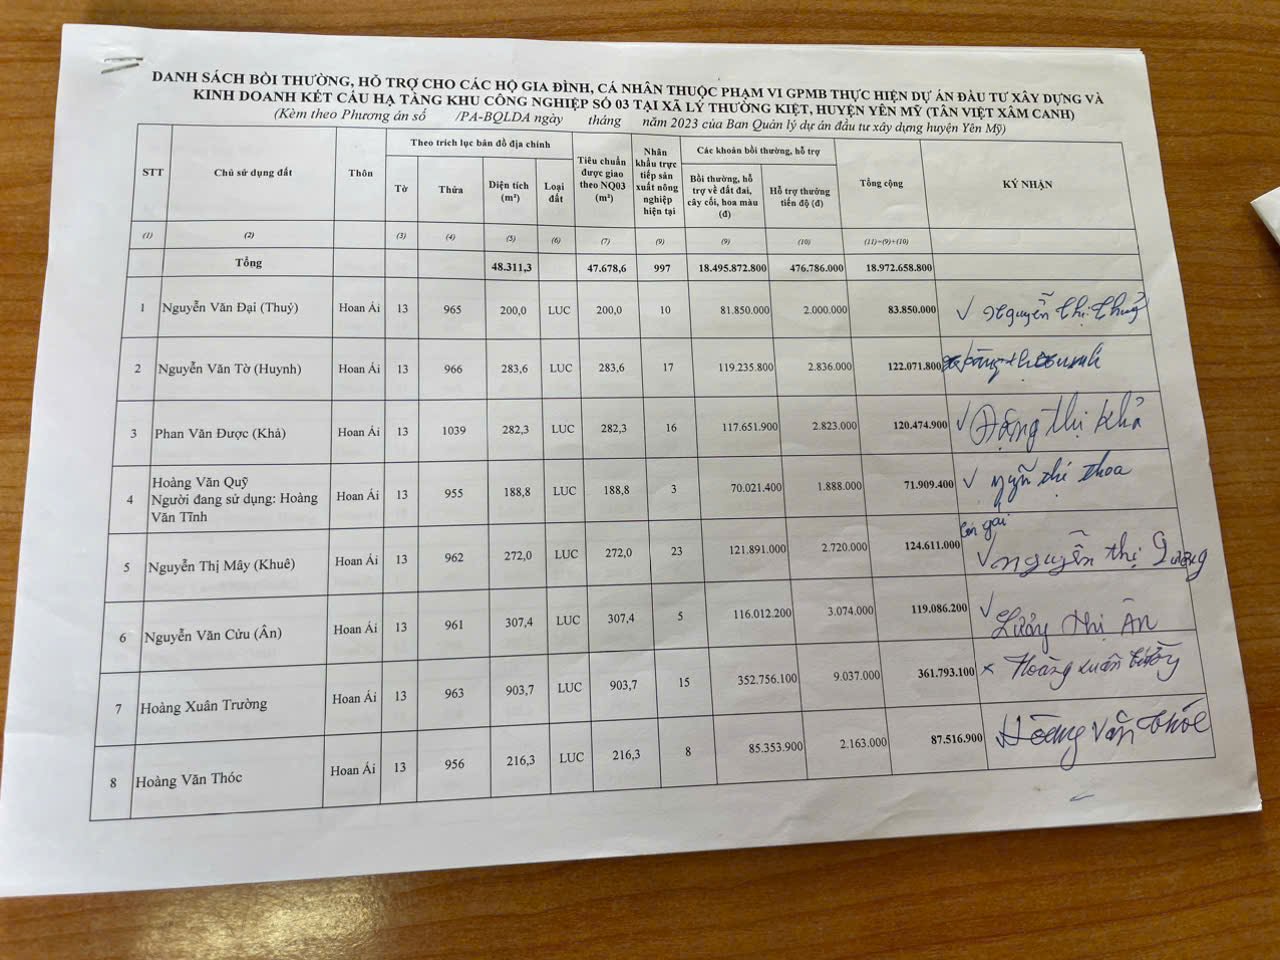 DANH SÁCH BỒI THƯỜNG, HỖ TRỢ CHO CÁC HỘ GIA ĐÌNH, CÁ NHÂN THUỘC PHẠM VI GPMB THỰC HIỆN DỰ ÁN ĐẦU TƯ XÂY DỰNG VÀ
KINH DOANH KẾT CẤU HẠ TẦNG KHU CÔNG NGHIỆP SỐ 03 TẠI XÃ LÝ THƯỜNG KIỆT, HUYỆN YÊN MỸ (TÂN VIỆT XÂM CANH)
(Kèm theo Phương án số /PA-BQLDA ngày tháng năm 2023 của Ban Quản lý dự án đầu tư xây dựng huyện Yên Mỹ)
STT Chủ sử dụng đất Thôn Theo trích lục bản đồ địa chính Tiêu chuẩn được giao theo NQ03 (m²) Nhân khẩu trực tiếp sản xuất nông nghiệp hiện tại Các khoản bồi thường, hỗ trợ Tổng cộng KÝ NHẬN
Tờ Thửa Diện tích (m²) Loại đất Bồi thường, hỗ trợ về đất đai, cây cối, hoa màu (đ) Hỗ trợ thưởng tiến độ (đ)
(1) (2) (3) (4) (5) (6) (7) (9) (9) (10) (11)=(9)+(10)
Tổng 48.311,3 47.678,6 997 18.495.872.800 476.786.000 18.972.658.800
1 Nguyễn Văn Đại (Thuỷ) Hoan Ái 13 965 200,0 LUC 200,0 10 81.850.000 2.000.000 83.850.000 Nguyễn thị thuỷ
2 Nguyễn Văn Tờ (Huynh) Hoan Ái 13 966 283,6 LUC 283,6 17 119.235.800 2.836.000 122.071.800
3 Phan Văn Được (Khả) Hoan Ái 13 1039 282,3 LUC 282,3 16 117.651.900 2.823.000 120.474.900 Đặng thị khả
4 Hoàng Văn Quỹ
Người đang sử dụng: Hoàng
Văn Tĩnh Hoan Ái 13 955 188,8 LUC 188,8 3 70.021.400 1.888.000 71.909.400 thị thoa
con gái
5 Nguyễn Thị Mây (Khuê) Hoan Ái 13 962 272,0 LUC 272,0 23 121.891.000 2.720.000 124.611.000 nguyễn thị
6 Nguyễn Văn Cửu (Ân) Hoan Ái 13 961 307,4 LUC 307,4 5 116.012.200 3.074.000 119.086.200 thị Ân
7 Hoàng Xuân Trường Hoan Ái 13 963 903,7 LUC 903,7 15 352.756.100 9.037.000 361.793.100 Hoàng xuân trường
8 Hoàng Văn Thóc Hoan Ái 13 956 216,3 LUC 216,3 8 85.353.900 2.163.000 87.516.900 Hoàng Văn thóc